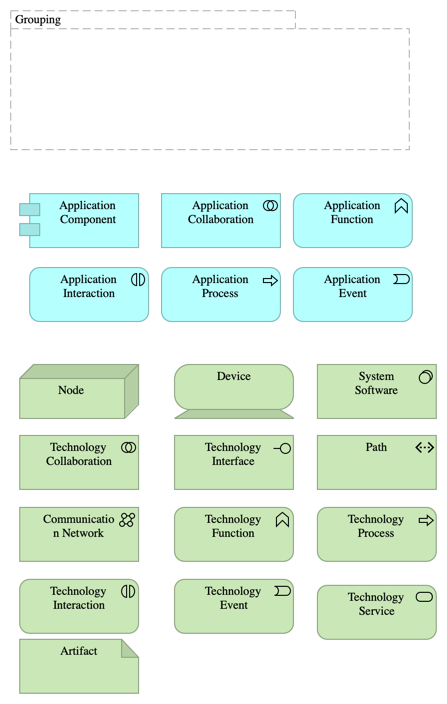 Grouping
Application
Component
Application
Collaboration
Application
Function
Application
Interaction
Application
Process
Application
Event
Node
Device
System
Software
Technology
Collaboration
Technology
Interface
Path
Communicatio
n Network
Technology
Function
Technology
Process
Technology
Interaction
Technology
Event
Technology
Service
Artifact